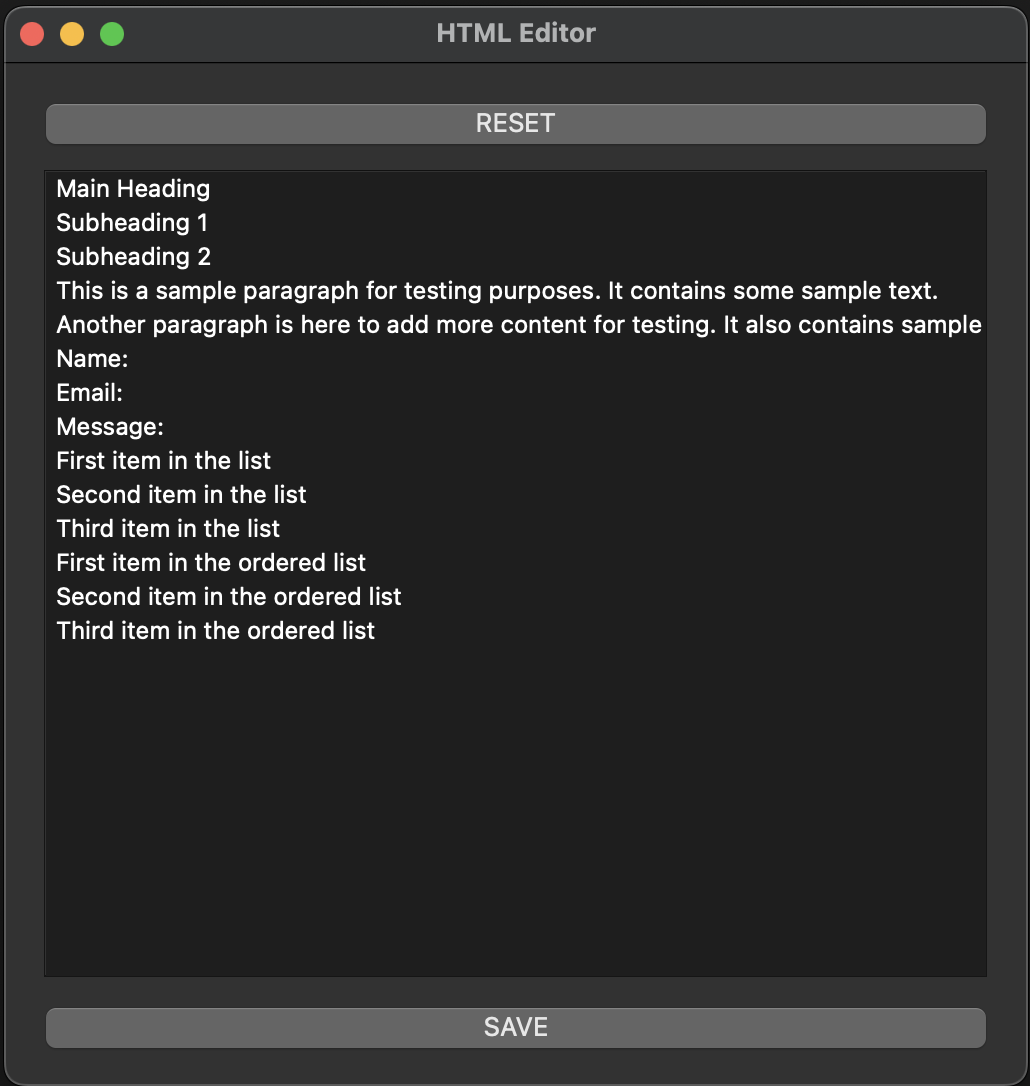 HTML Editor
RESET
Main Heading
Subheading 1
Subheading 2
This is a sample paragraph for testing purposes. It contains some sample text.
Another paragraph is here to add more content for testing. It also contains sample
Name:
Email:
Message:
First item in the list
Second item in the list
Third item in the list
First item in the ordered list
Second item in the ordered list
Third item in the ordered list
SAVE